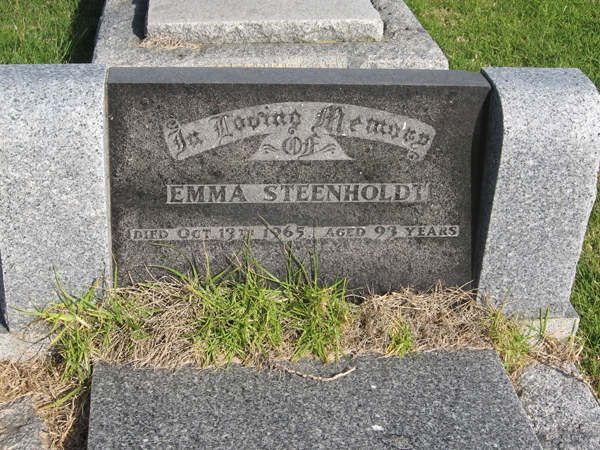 In Loving Memory
OF
EMMA STEENHOLDT
DIED OCT 13TH 1965 AGED 93 YEARS